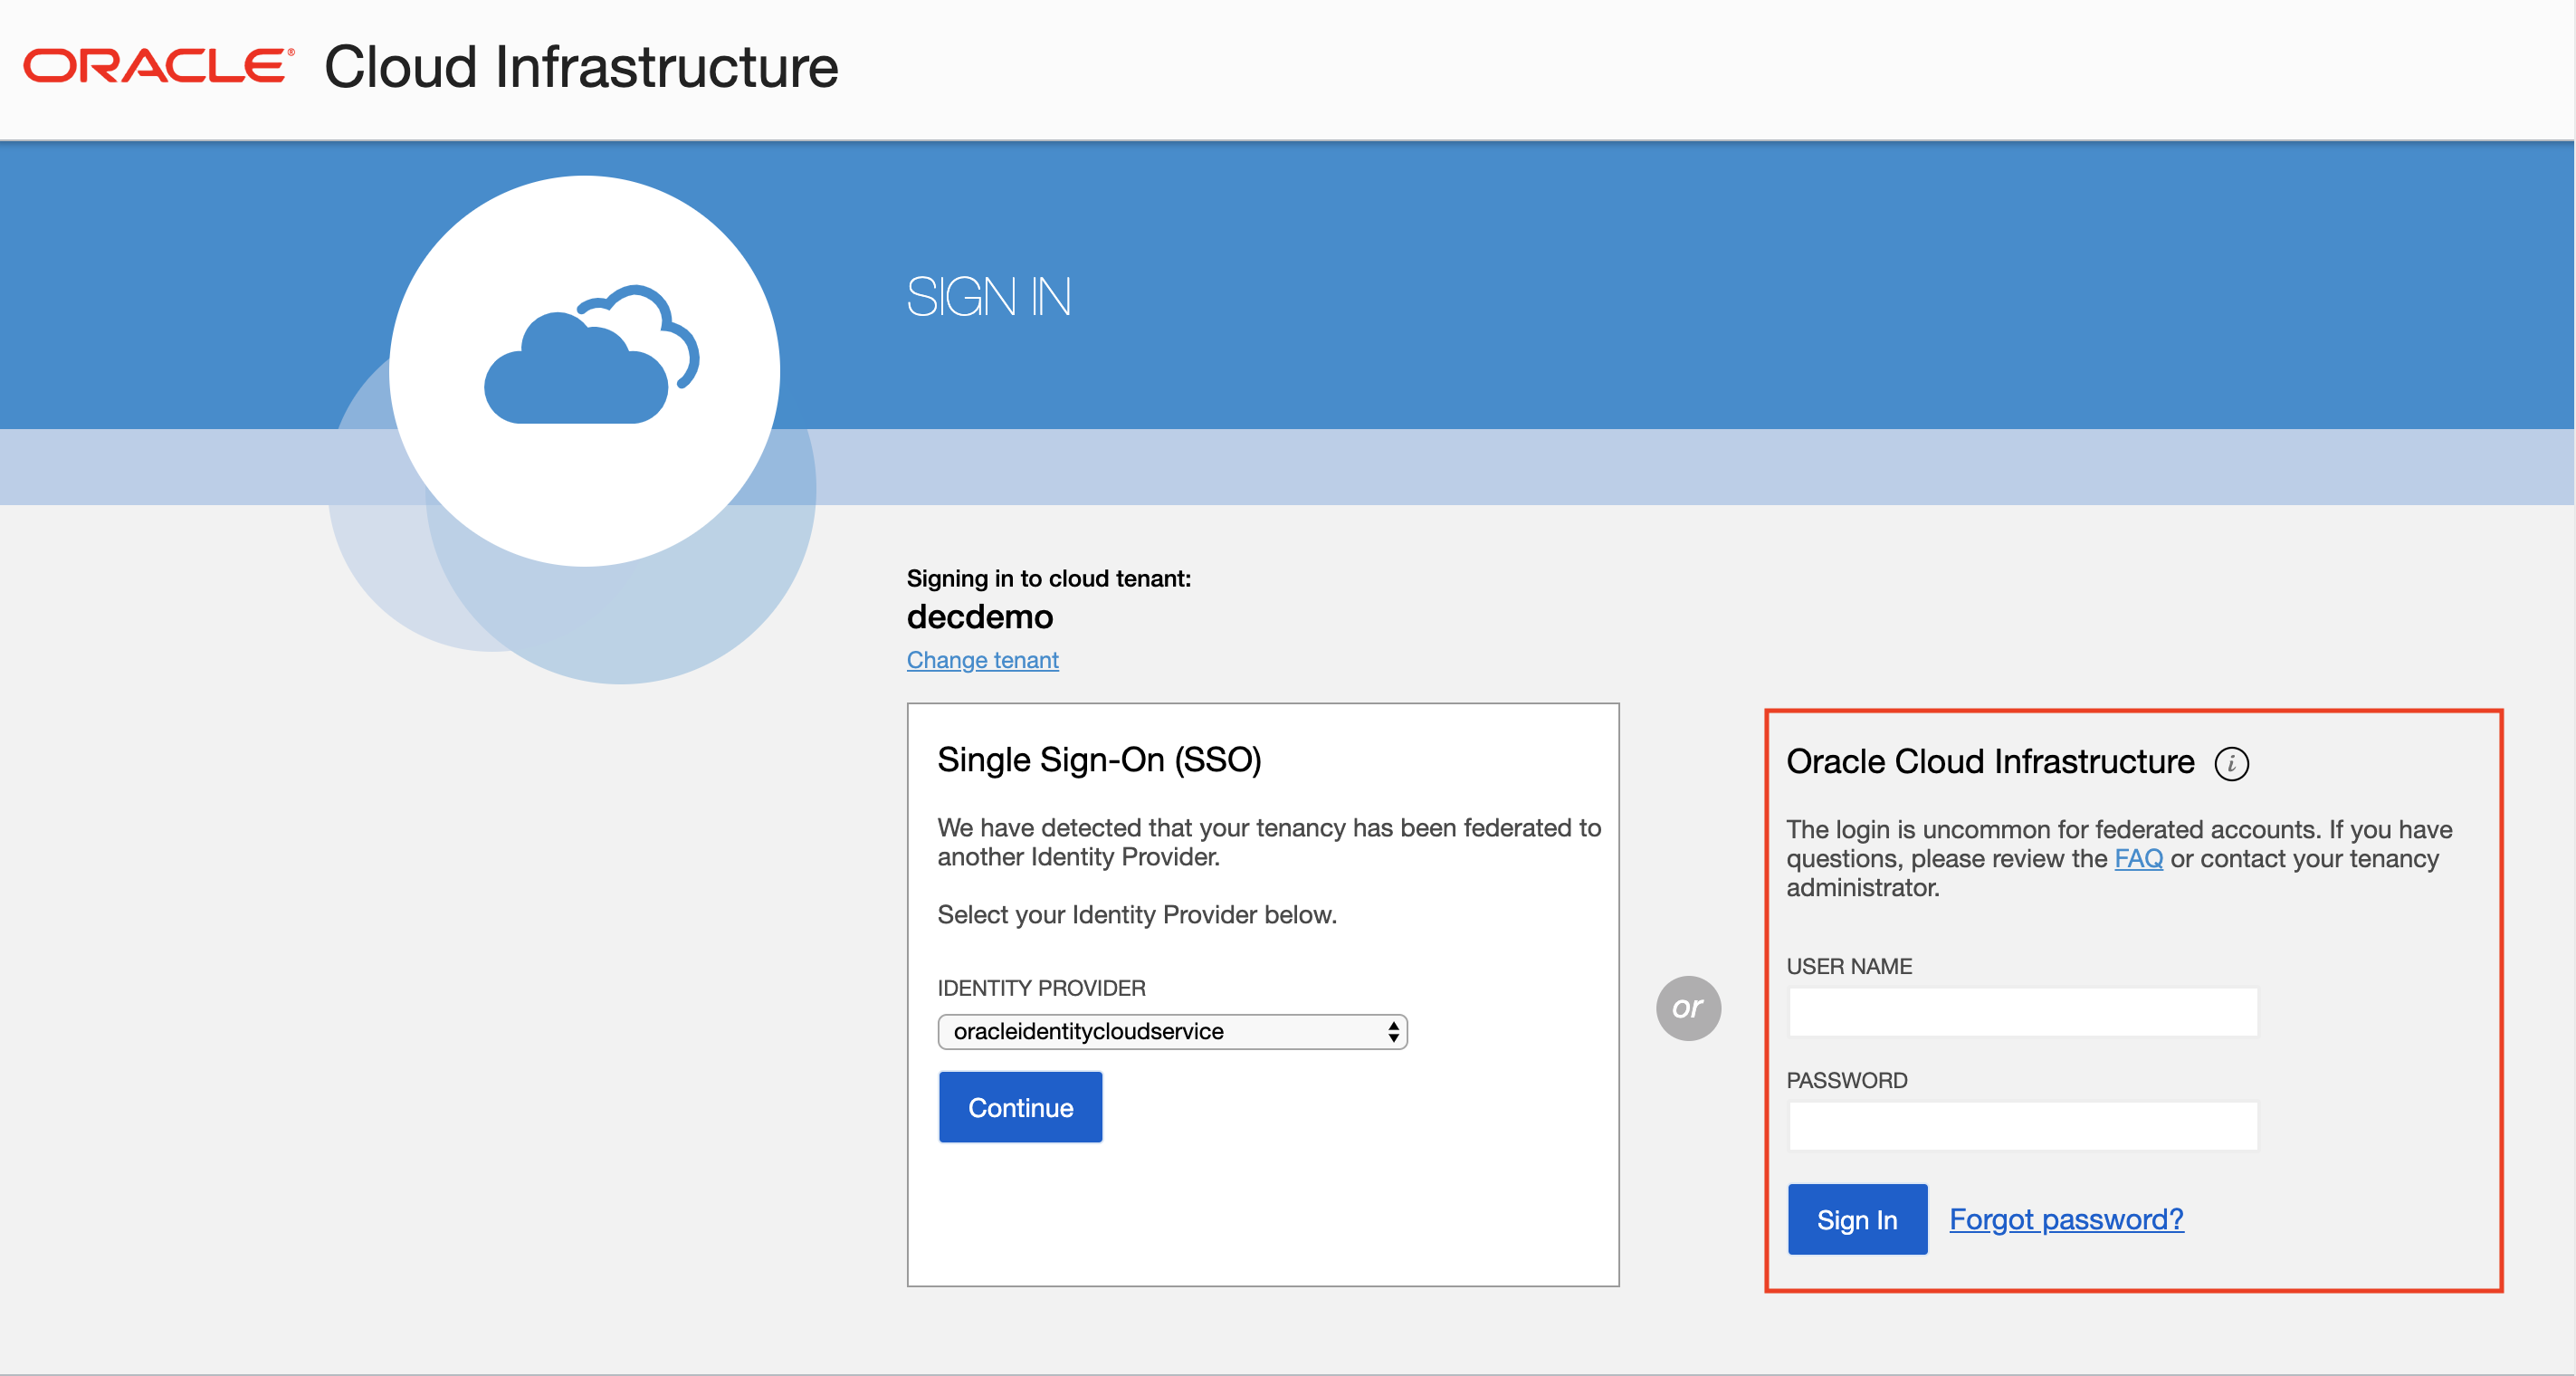 ORACLE® Cloud Infrastructure
SIGN IN
Signing in to cloud tenant:
decdemo
Change tenant
Single Sign-On (SSO)
We have detected that your tenancy has been federated to
another Identity Provider.
Select your Identity Provider below.
IDENTITY PROVIDER
oracleidentitycloudservice
Continue
or
Oracle Cloud Infrastructure i
The login is uncommon for federated accounts. If you have
questions, please review the FAQ or contact your tenancy
administrator.
USER NAME
PASSWORD
Sign In Forgot password?